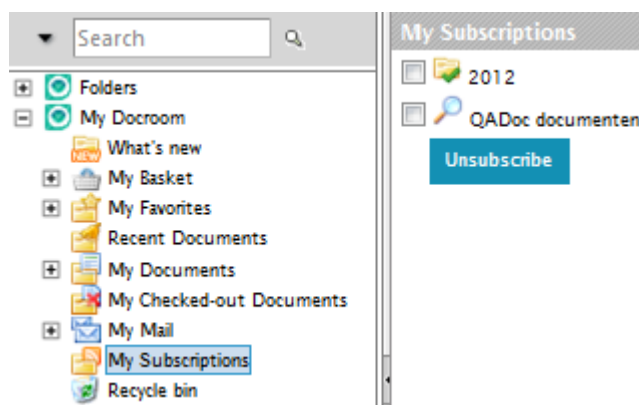 Search
Folders
My Docroom
What's new
My Basket
My Favorites
Recent Documents
My Documents
My Checked-out Documents
My Mail
My Subscriptions
Recycle bin
My Subscriptions
2012
QADoc documenten
Unsubscribe